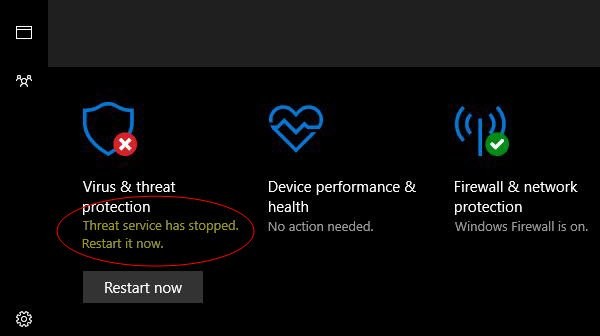 Virus & threat
protection
Threat service has stopped.
Restart it now.
Restart now
Device performance &
health
No action needed.
Firewall & network
protection
Windows Firewall is on.